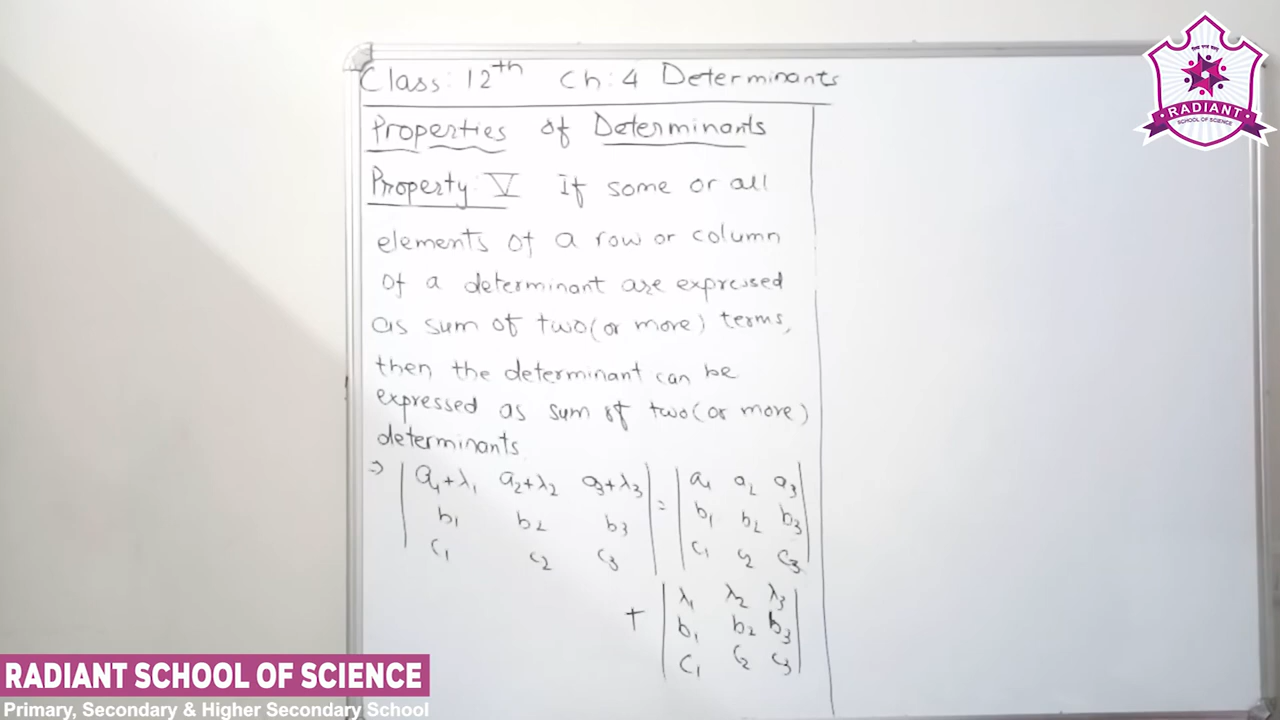 Class: 12th Ch: 4 Determinants
Properties of Determinants
Property: V If some or all
elements of a row or column
of a determinant are expressed
as sum of two (or more) terms,
then the determinant can be
expressed as sum of two (or more)
determinants.
⇒ | a₁+λ₁ a₂+λ₂ a₃+λ₃ | = | a₁ a₂ a₃ |
| b₁ b₂ b₃ | | b₁ b₂ b₃ |
| c₁ c₂ c₃ | | c₁ c₂ c₃ |
+ | λ₁ λ₂ λ₃ |
| b₁ b₂ b₃ |
| c₁ c₂ c₃ |
RADIANT
SCHOOL OF SCIENCE
RADIANT SCHOOL OF SCIENCE
Primary, Secondary & Higher Secondary School